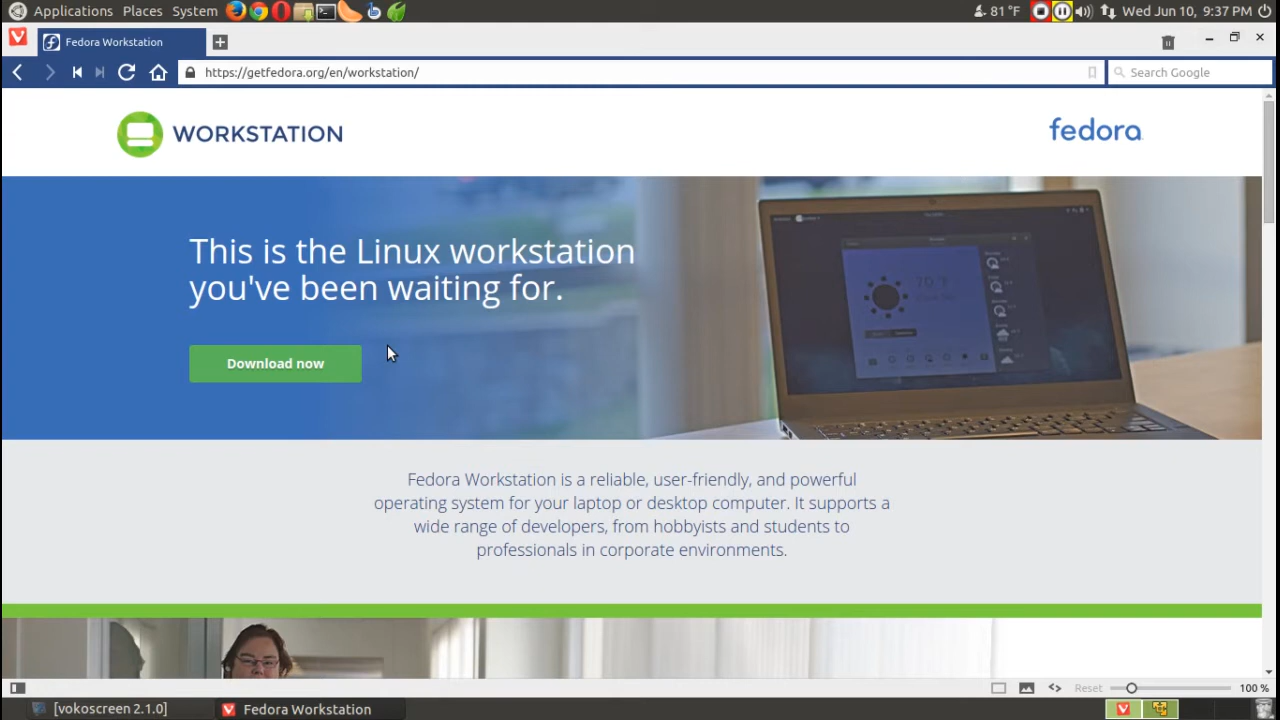 Applications Places System 81 °F Wed Jun 10, 9:37 PM
Fedora Workstation
https://getfedora.org/en/workstation/ Search Google
WORKSTATION fedora
This is the Linux workstation
you've been waiting for.
Download now
Fedora Workstation is a reliable, user-friendly, and powerful
operating system for your laptop or desktop computer. It supports a
wide range of developers, from hobbyists and students to
professionals in corporate environments.
Reset 100 %
[vokoscreen 2.1.0] Fedora Workstation